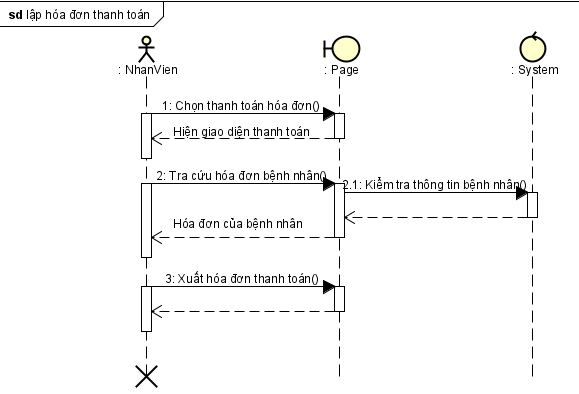 sd lập hóa đơn thanh toán
: NhanVien
: Page
: System
1: Chọn thanh toán hóa đơn()
Hiện giao diện thanh toán
2: Tra cứu hóa đơn bệnh nhân()
2.1: Kiểm tra thông tin bệnh nhân()
Hóa đơn của bệnh nhân
3: Xuất hóa đơn thanh toán()